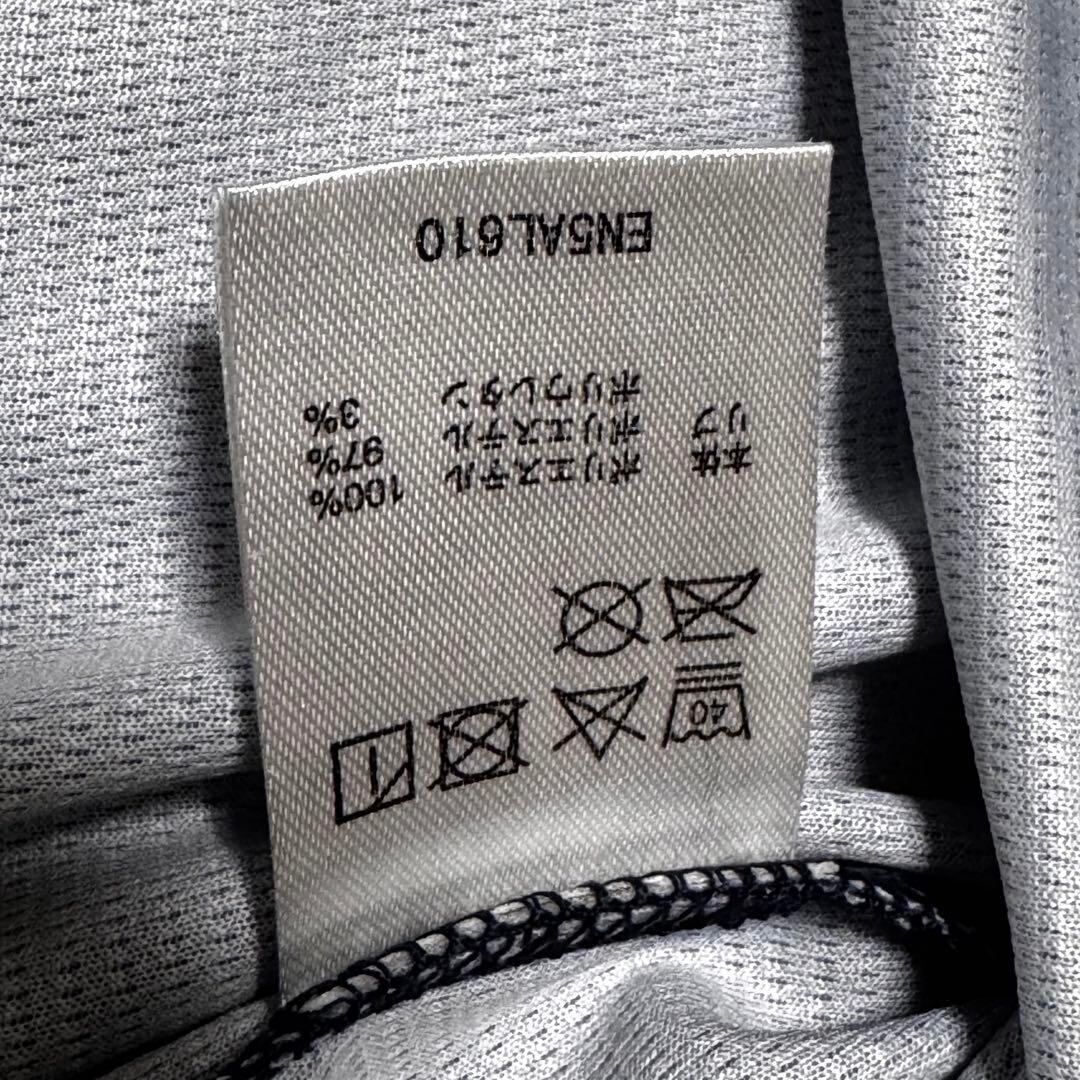 40
本体 ポリエステル 100%
リブ ポリエステル 97%
ポリウレタン 3%
EN5AL610